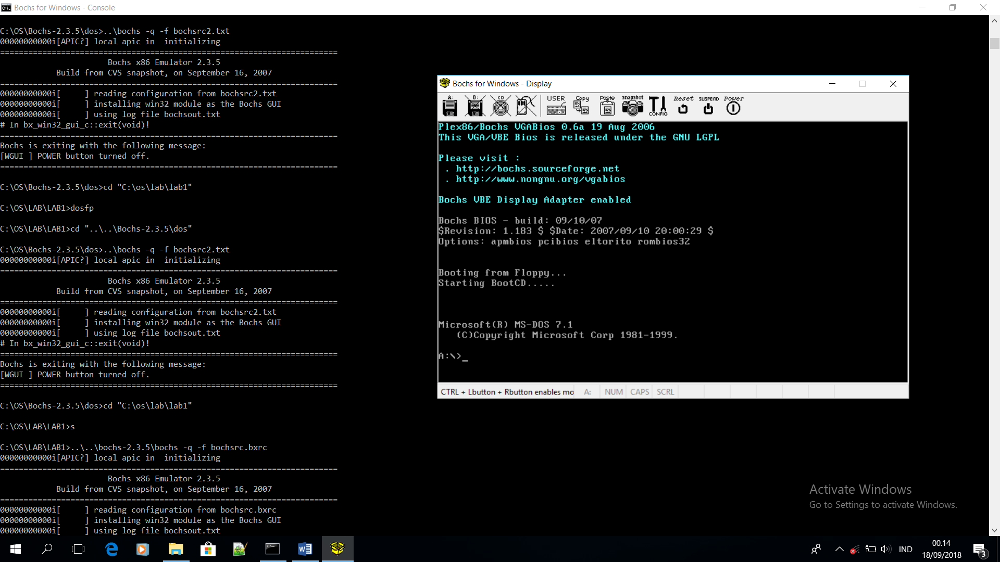 Bochs for Windows - Console
C:\OS\Bochs-2.3.5\dos>..\bochs -q -f bochsrc2.txt
00000000000i[APIC?] local apic in  initializing
========================================================================
Bochs x86 Emulator 2.3.5
Build from CVS snapshot, on September 16, 2007
========================================================================
00000000000i[     ] reading configuration from bochsrc2.txt
00000000000i[     ] installing win32 module as the Bochs GUI
00000000000i[     ] using log file bochsout.txt
# In bx_win32_gui_c::exit(void)!
========================================================================
Bochs is exiting with the following message:
[WGUI ] POWER button turned off.
========================================================================
C:\OS\Bochs-2.3.5\dos>cd "C:\os\lab\lab1"
C:\OS\LAB\LAB1>dosfp
C:\OS\LAB\LAB1>cd "..\..\Bochs-2.3.5\dos"
C:\OS\Bochs-2.3.5\dos>..\bochs -q -f bochsrc2.txt
00000000000i[APIC?] local apic in  initializing
========================================================================
Bochs x86 Emulator 2.3.5
Build from CVS snapshot, on September 16, 2007
========================================================================
00000000000i[     ] reading configuration from bochsrc2.txt
00000000000i[     ] installing win32 module as the Bochs GUI
00000000000i[     ] using log file bochsout.txt
# In bx_win32_gui_c::exit(void)!
========================================================================
Bochs is exiting with the following message:
[WGUI ] POWER button turned off.
========================================================================
C:\OS\Bochs-2.3.5\dos>cd "C:\os\lab\lab1"
C:\OS\LAB\LAB1>s
C:\OS\LAB\LAB1>..\..\bochs-2.3.5\bochs -q -f bochsrc.bxrc
00000000000i[APIC?] local apic in  initializing
========================================================================
Bochs x86 Emulator 2.3.5
Build from CVS snapshot, on September 16, 2007
========================================================================
00000000000i[     ] reading configuration from bochsrc.bxrc
00000000000i[     ] installing win32 module as the Bochs GUI
00000000000i[     ] using log file bochsout.txt
Bochs for Windows - Display
A: B: CD USER Copy Paste snapshot CONFIG Reset SUSPEND Power
Plex86/Bochs VGABios 0.6a 19 Aug 2006
This VGA/VBE Bios is released under the GNU LGPL
Please visit :
. http://bochs.sourceforge.net
. http://www.nongnu.org/vgabios
Bochs VBE Display Adapter enabled
Bochs BIOS - build: 09/10/07
$Revision: 1.183 $ $Date: 2007/09/10 20:00:29 $
Options: apmbios pcibios eltorito rombios32
Booting from Floppy...
Starting BootCD.....
Microsoft(R) MS-DOS 7.1
(C)Copyright Microsoft Corp 1981-1999.
A:\>_
CTRL + Lbutton + Rbutton enables mo A: NUM CAPS SCRL
Activate Windows
Go to Settings to activate Windows.
IND
00.14
18/09/2018
3